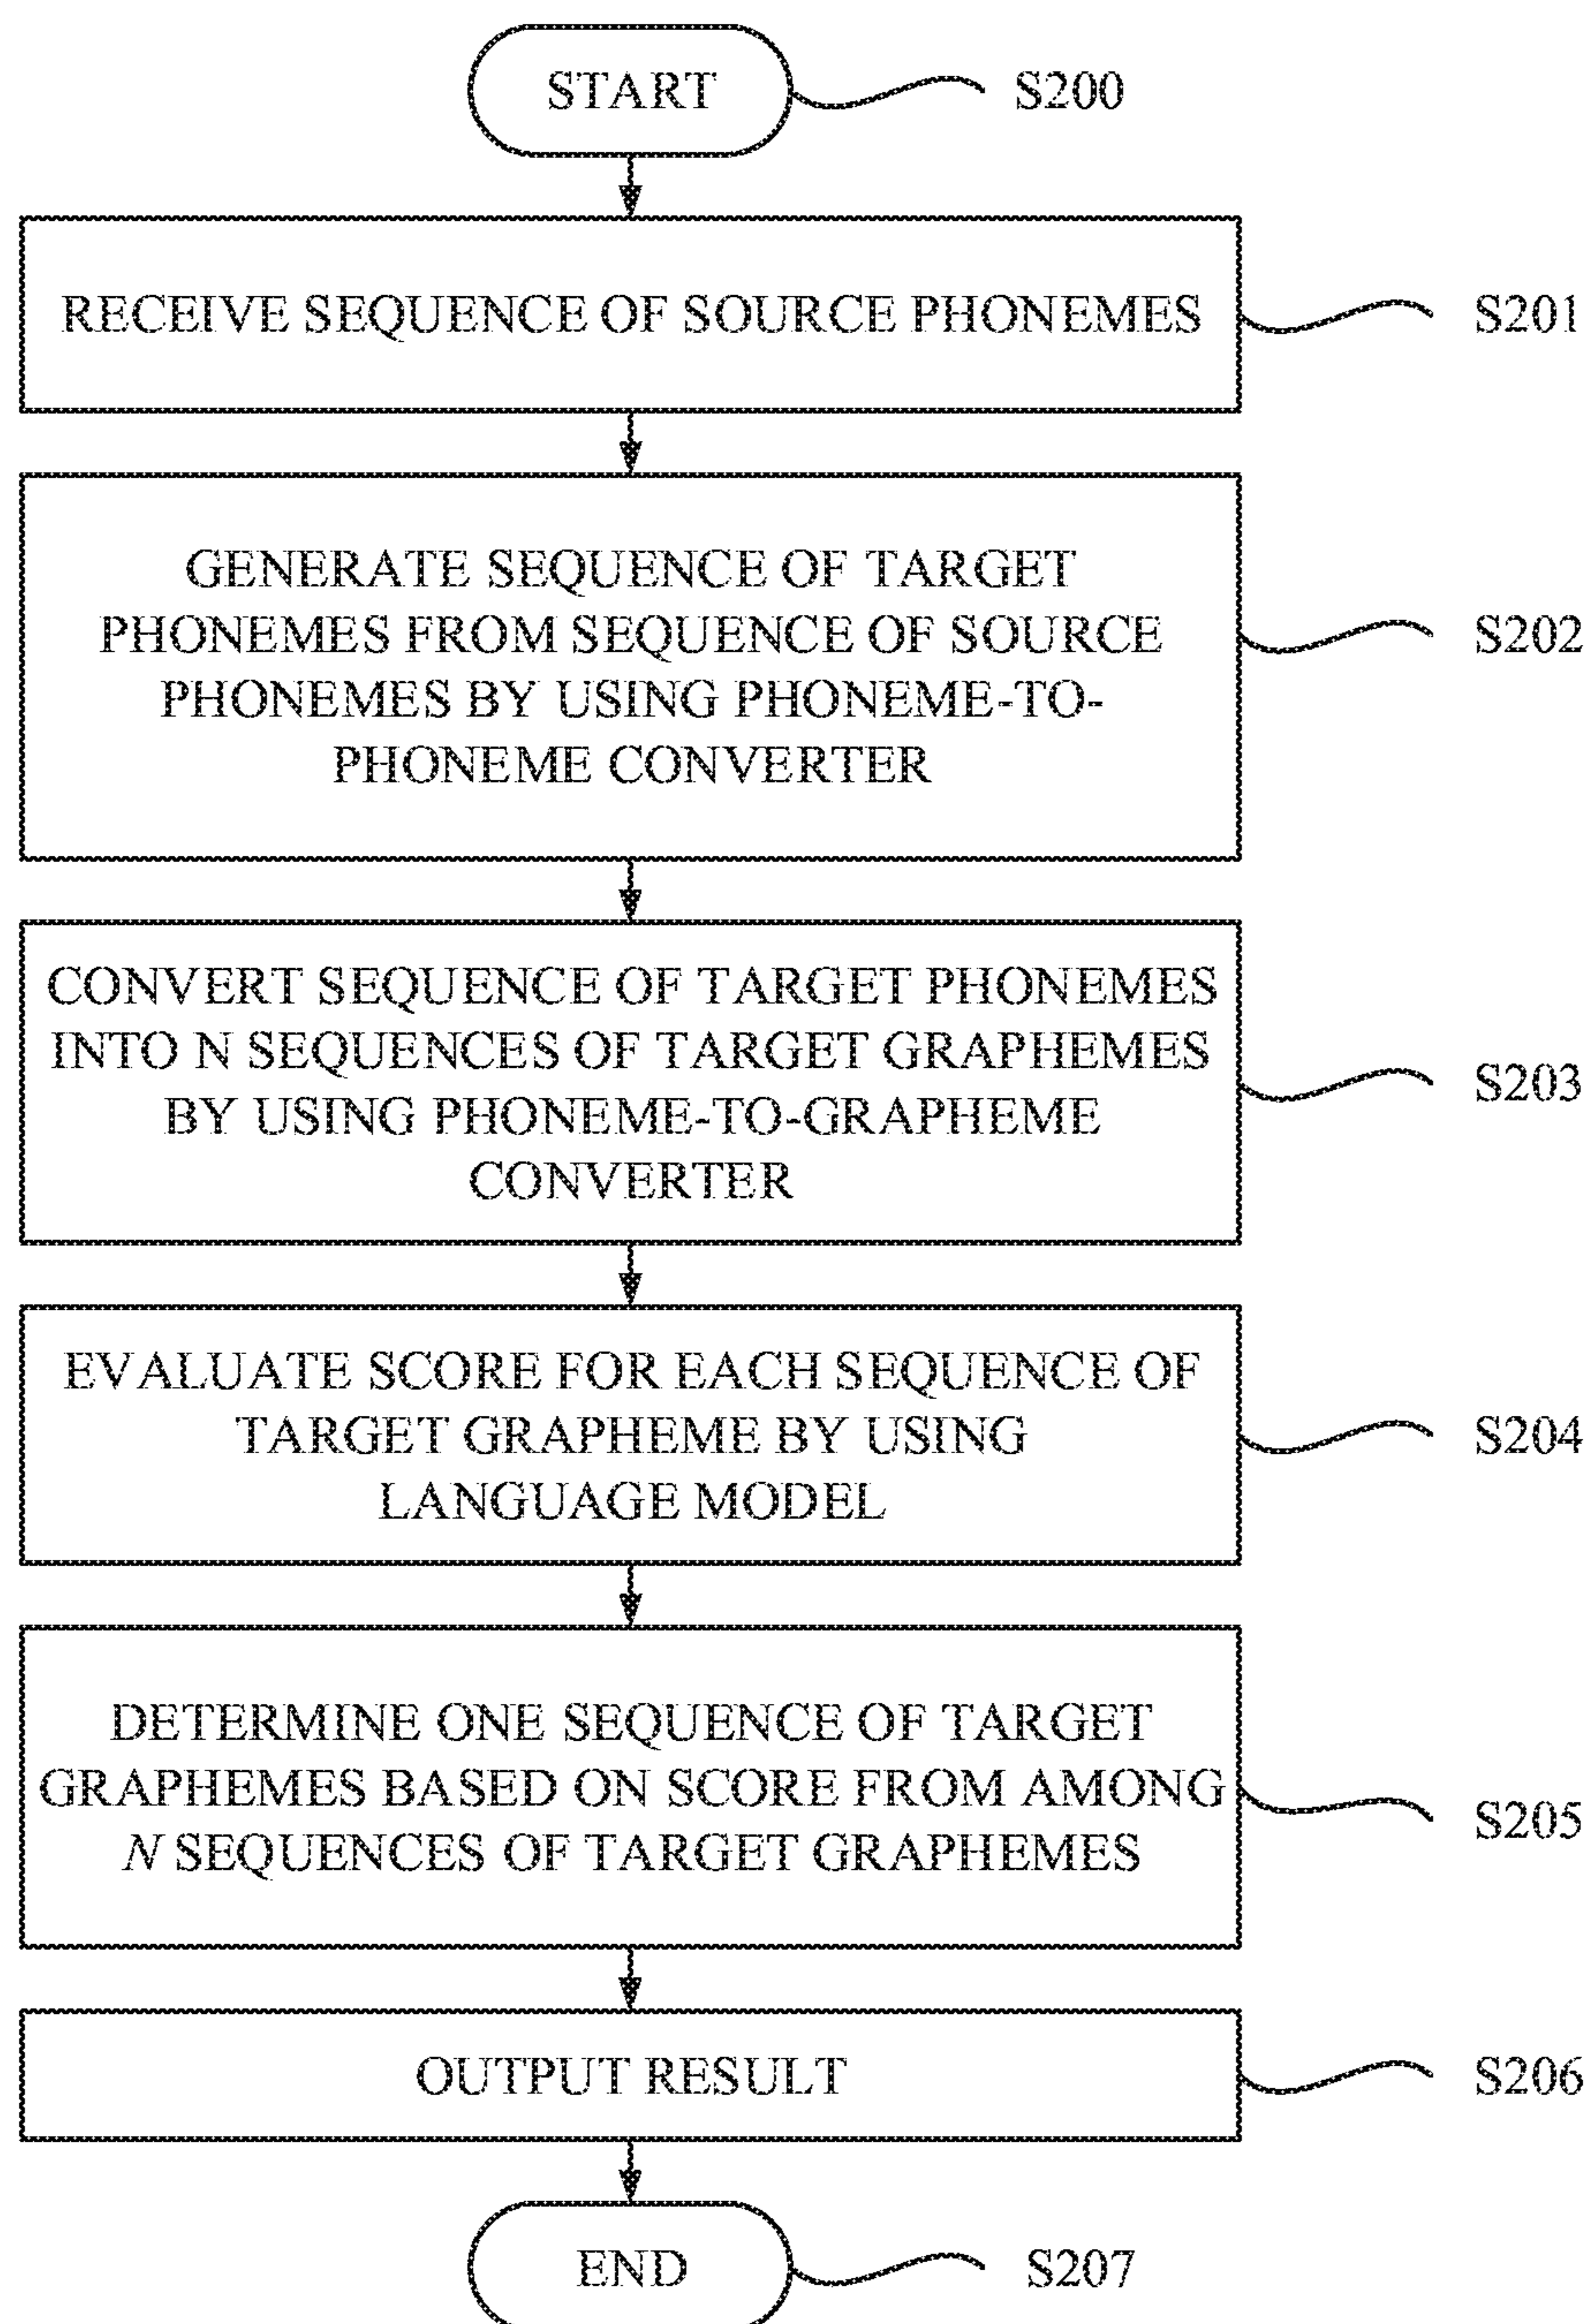 START
S200
RECEIVE SEQUENCE OF SOURCE PHONEMES
S201
GENERATE SEQUENCE OF TARGET
PHONEMES FROM SEQUENCE OF SOURCE
PHONEMES BY USING PHONEME-TO-
PHONEME CONVERTER
S202
CONVERT SEQUENCE OF TARGET PHONEMES
INTO N SEQUENCES OF TARGET GRAPHEMES
BY USING PHONEME-TO-GRAPHEME
CONVERTER
S203
EVALUATE SCORE FOR EACH SEQUENCE OF
TARGET GRAPHEME BY USING
LANGUAGE MODEL
S204
DETERMINE ONE SEQUENCE OF TARGET
GRAPHEMES BASED ON SCORE FROM AMONG
N SEQUENCES OF TARGET GRAPHEMES
S205
OUTPUT RESULT
S206
END
S207